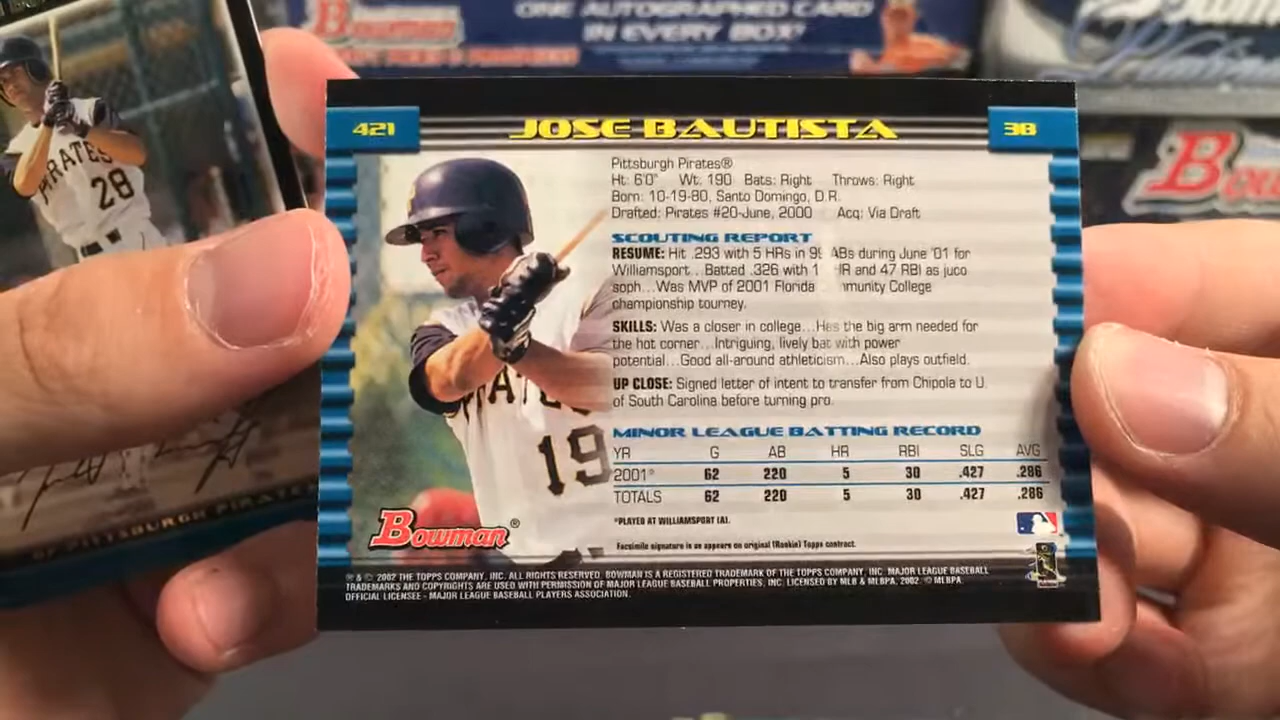 Bowman
ONE AUTOGRAPHED CARD
IN EVERY BOX!
PIRATES
28
OF PITTSBURGH PIRATES
421
JOSE BAUTISTA
3B
Pittsburgh Pirates®
Ht: 6'0" Wt. 190 Bats: Right Throws: Right
Born: 10-19-80, Santo Domingo, D.R.
Drafted: Pirates #20-June, 2000 Acq: Via Draft
SCOUTING REPORT
RESUME: Hit .293 with 5 HRs in ABs during June '01 for
Williamsport... Batted .326 with and 47 RBI as juco
soph...Was MVP of 2001 Florida College
championship tourney.
SKILLS: Was a closer in college...Has the big arm needed for
the hot corner...Intriguing, lively bat with power
potential...Good all-around athleticism...Also plays outfield.
UP CLOSE: Signed letter of intent to transfer from Chipola to U.
of South Carolina before turning pro.
MINOR LEAGUE BATTING RECORD
YR G AB HR RBI SLG AVG
2001* 62 220 5 30 .427 .286
TOTALS 62 220 5 30 .427 .286
*PLAYED AT WILLIAMSPORT (A).
Facsimile signature is as appears on original (Rookie) Topps contract.
19
Bowman®
® & © 2002 THE TOPPS COMPANY, INC. ALL RIGHTS RESERVED. BOWMAN IS A REGISTERED TRADEMARK OF THE TOPPS COMPANY, INC. MAJOR LEAGUE BASEBALL
TRADEMARKS AND COPYRIGHTS ARE USED WITH PERMISSION OF MAJOR LEAGUE BASEBALL PROPERTIES, INC. LICENSED BY MLB & MLBPA, 2002. © MLBPA
OFFICIAL LICENSEE - MAJOR LEAGUE BASEBALL PLAYERS ASSOCIATION.